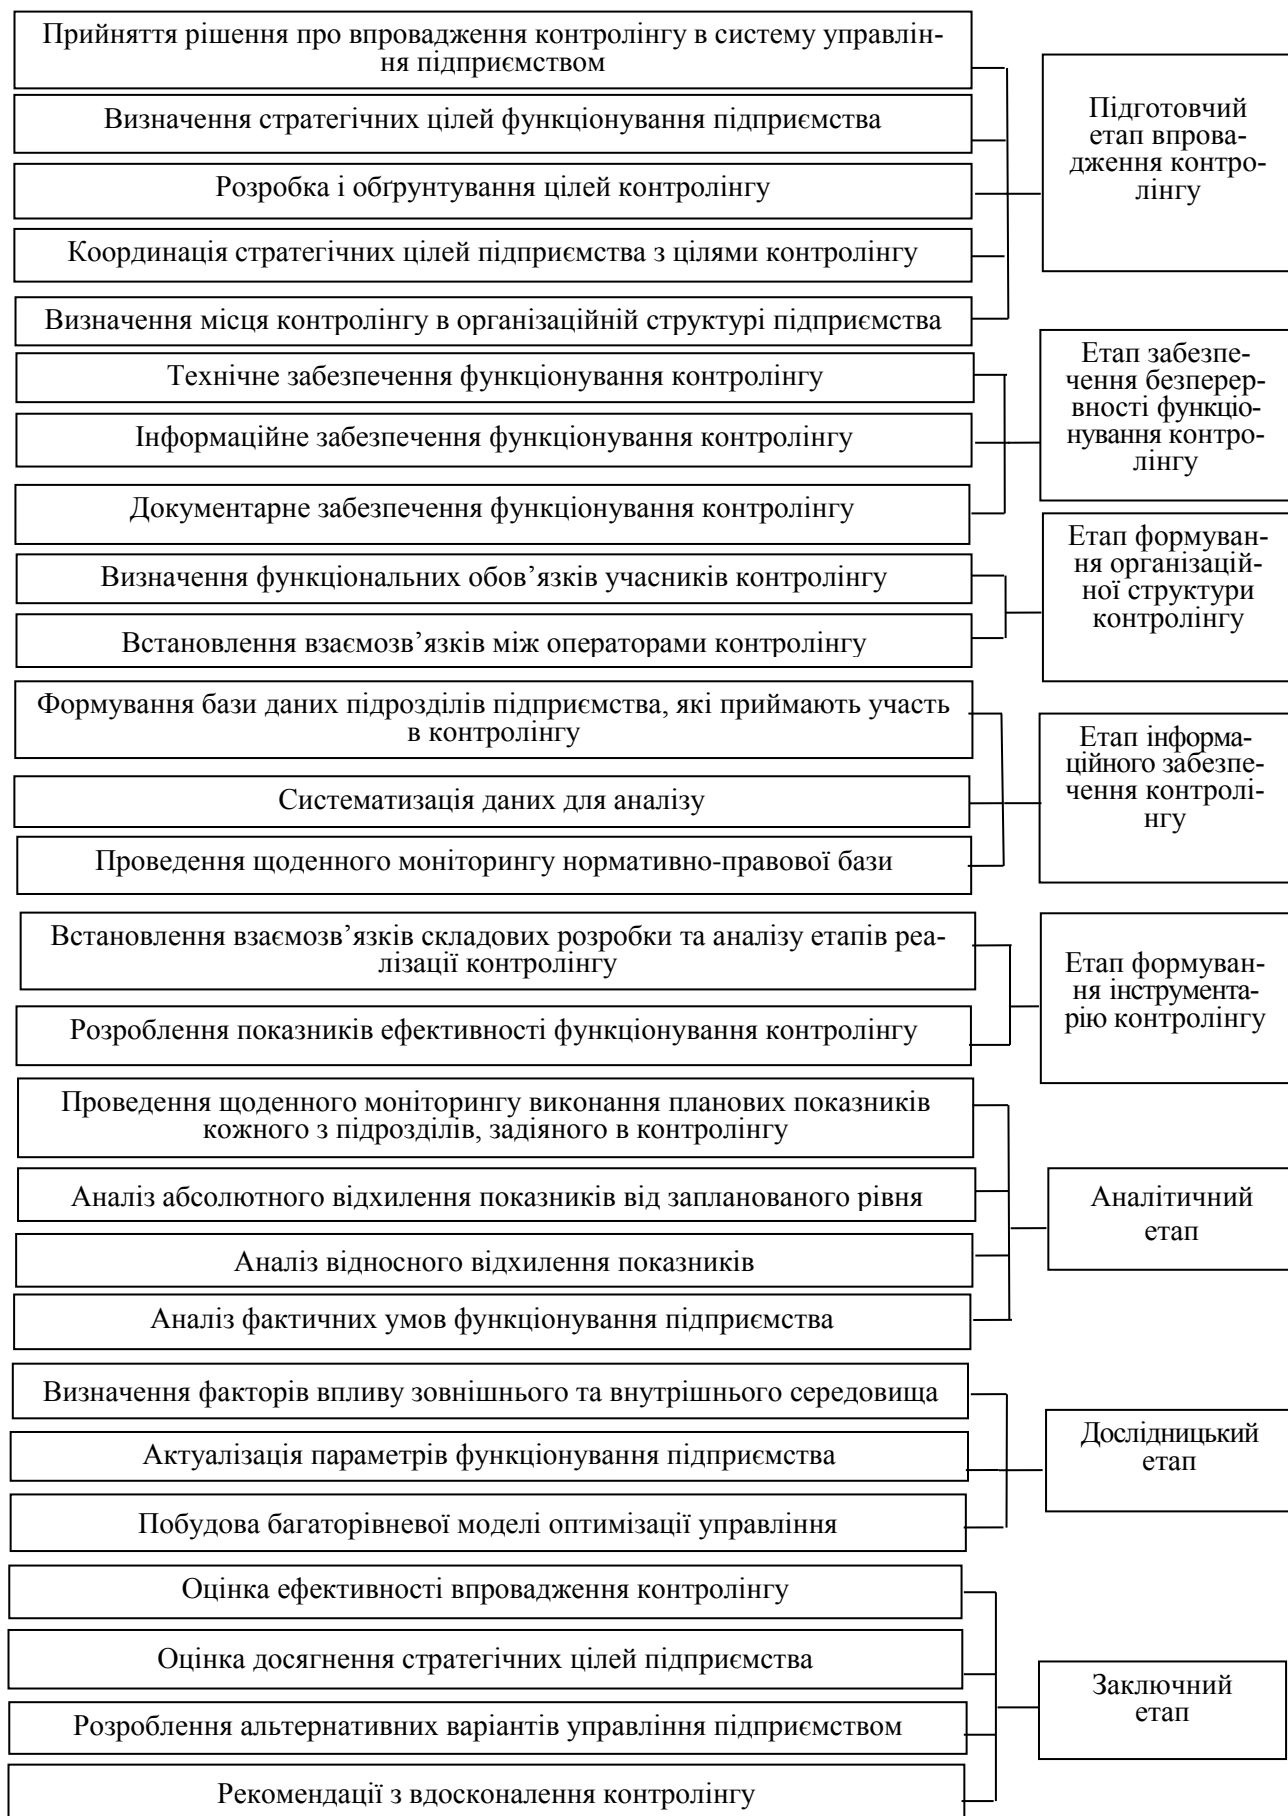 Прийняття рішення про впровадження контролінгу в систему управлін-
ня підприємством
Визначення стратегічних цілей функціонування підприємства
Розробка і обґрунтування цілей контролінгу
Координація стратегічних цілей підприємства з цілями контролінгу
Визначення місця контролінгу в організаційній структурі підприємства
Підготовчий
етап впрова-
дження контро-
лінгу
Технічне забезпечення функціонування контролінгу
Інформаційне забезпечення функціонування контролінгу
Документарне забезпечення функціонування контролінгу
Етап забезпе-
чення безперер-
вності функціо-
нування контро-
лінгу
Визначення функціональних обов’язків учасників контролінгу
Встановлення взаємозв’язків між операторами контролінгу
Етап формуван-
ня організацій-
ної структури
контролінгу
Формування бази даних підрозділів підприємства, які приймають участь
в контролінгу
Систематизація даних для аналізу
Проведення щоденного моніторингу нормативно-правової бази
Етап інформа-
ційного забезпе-
чення контролі-
нгу
Встановлення взаємозв’язків складових розробки та аналізу етапів реа-
лізації контролінгу
Розроблення показників ефективності функціонування контролінгу
Етап формуван-
ня інструмента-
рію контролінгу
Проведення щоденного моніторингу виконання планових показників
кожного з підрозділів, задіяного в контролінгу
Аналіз абсолютного відхилення показників від запланованого рівня
Аналіз відносного відхилення показників
Аналіз фактичних умов функціонування підприємства
Аналітичний
етап
Визначення факторів впливу зовнішнього та внутрішнього середовища
Актуалізація параметрів функціонування підприємства
Побудова багаторівневої моделі оптимізації управління
Дослідницький
етап
Оцінка ефективності впровадження контролінгу
Оцінка досягнення стратегічних цілей підприємства
Розроблення альтернативних варіантів управління підприємством
Рекомендації з вдосконалення контролінгу
Заключний
етап